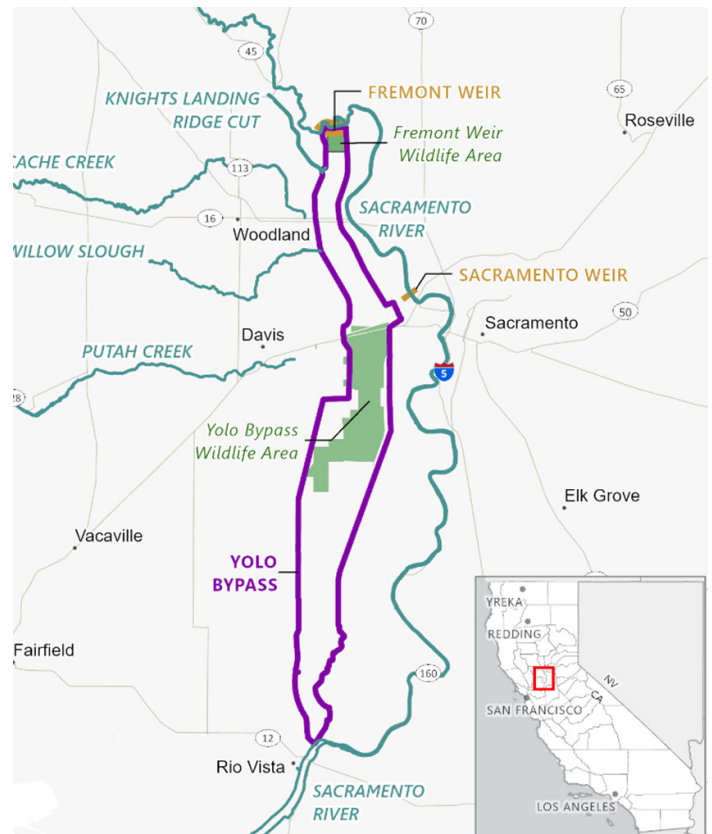 70
45
65
FREMONT WEIR
KNIGHTS LANDING
RIDGE CUT
Roseville
Fremont Weir
Wildlife Area
CACHE CREEK
113
SACRAMENTO
RIVER
16
Woodland
WILLOW SLOUGH
SACRAMENTO WEIR
Sacramento
50
Davis
PUTAH CREEK
5
28
Yolo Bypass
Wildlife Area
Elk Grove
Vacaville
YOLO
BYPASS
Fairfield
160
12
Rio Vista
SACRAMENTO
RIVER
YREKA
REDDING
NV
CA
SAN FRANCISCO
LOS ANGELES